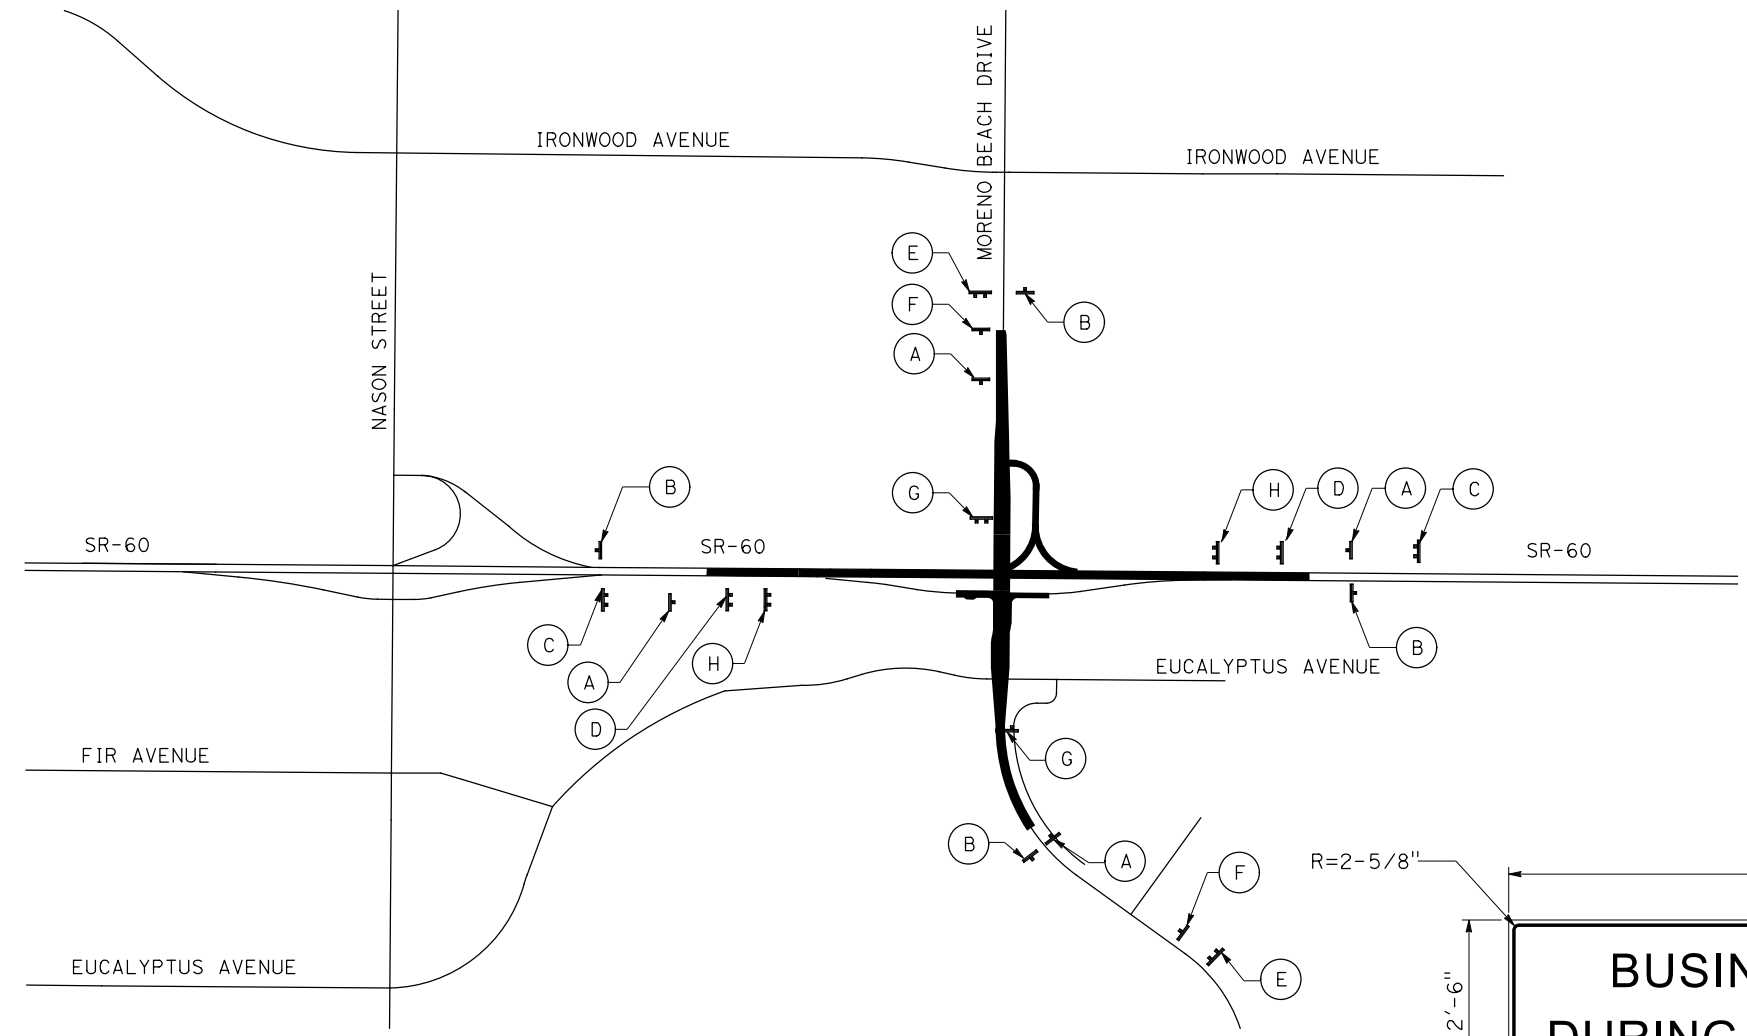 MORENO BEACH DRIVE
IRONWOOD AVENUE
IRONWOOD AVENUE
NASON STREET
E
F
B
A
B
G
H
D
A
C
SR-60
SR-60
SR-60
C
A
H
D
B
EUCALYPTUS AVENUE
FIR AVENUE
G
B
A
F
R=2-5/8"
E
EUCALYPTUS AVENUE
2'-6"
BUSIN
DURING